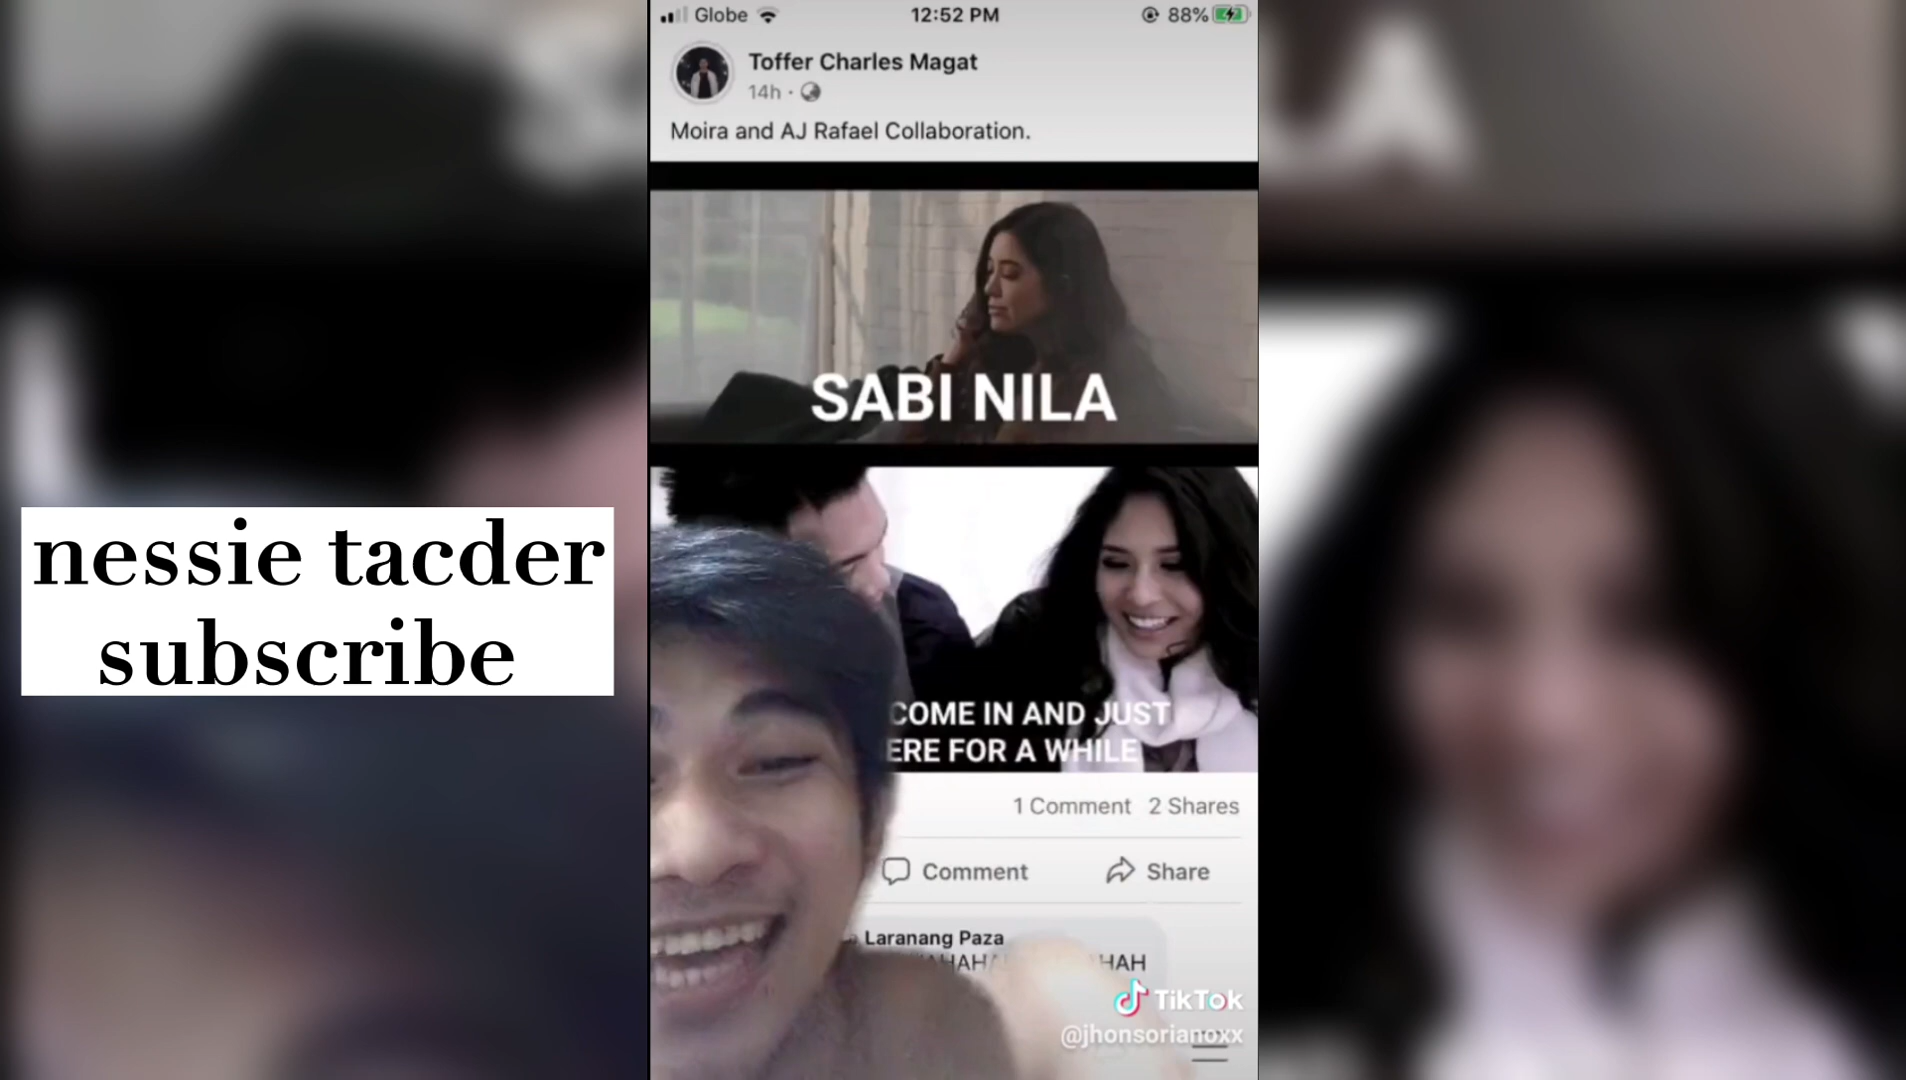 Globe
12:52 PM
88%
Toffer Charles Magat
14h ·
Moira and AJ Rafael Collaboration.
SABI NILA
nessie tacder
subscribe
COME IN AND JUST
ERE FOR A WHILE
1 Comment 2 Shares
Comment Share
Laranang Paza
TikTok
@jhonsorianoxx